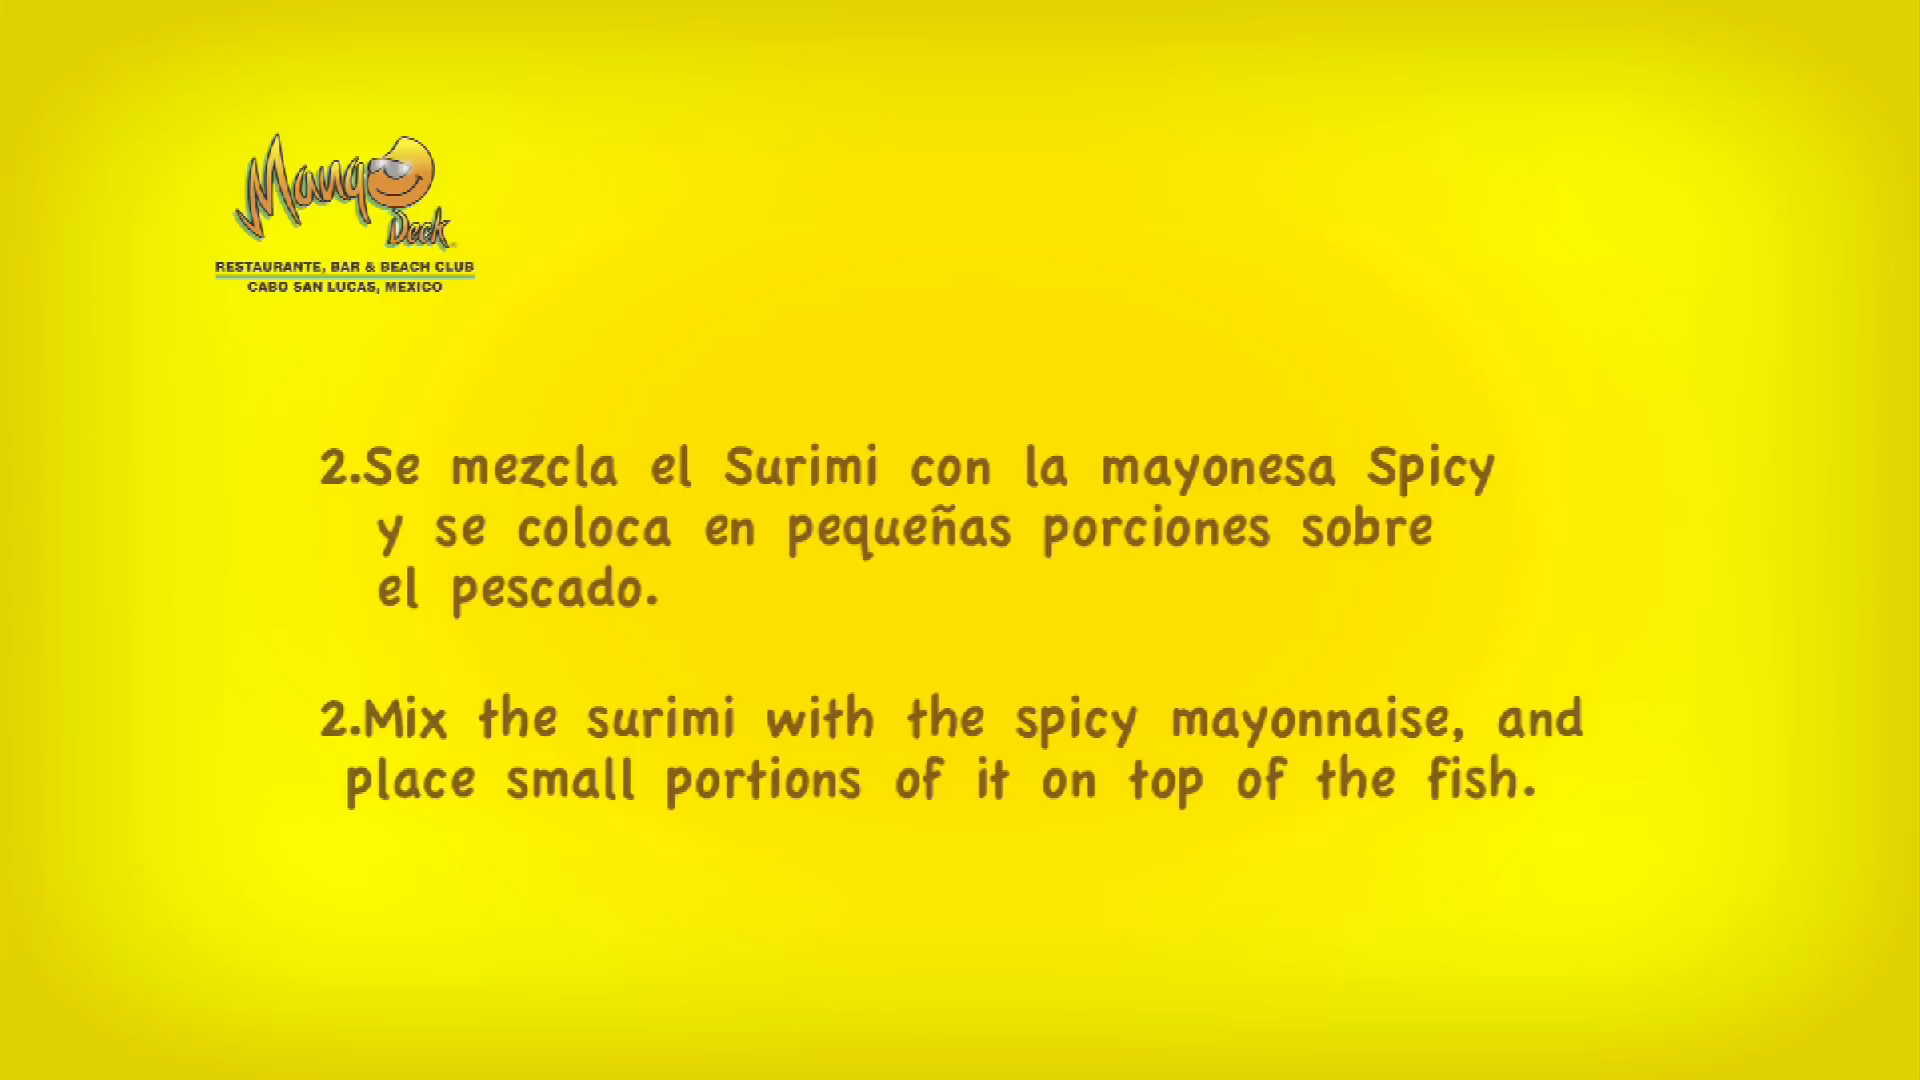 Mango
Deck
RESTAURANTE, BAR & BEACH CLUB
CABO SAN LUCAS, MEXICO
2.Se mezcla el Surimi con la mayonesa Spicy
y se coloca en pequeñas porciones sobre
el pescado.
2.Mix the surimi with the spicy mayonnaise, and
place small portions of it on top of the fish.